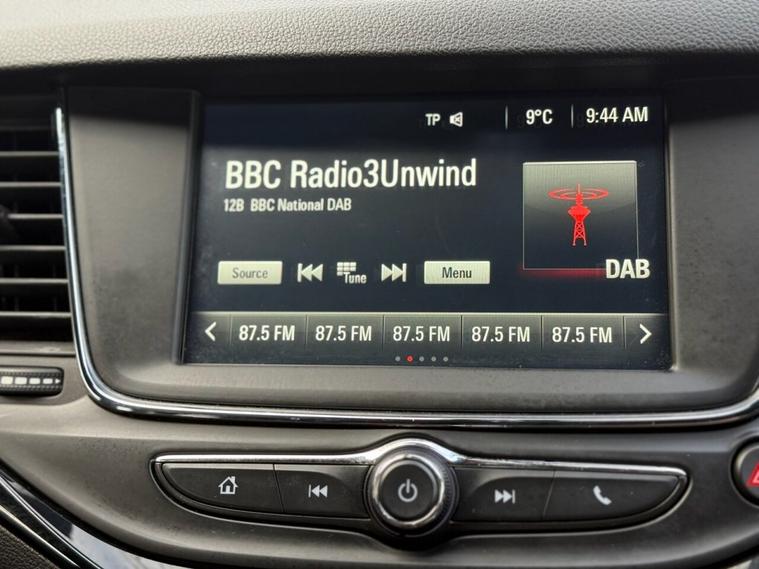 TP 9°C 9:44 AM
BBC Radio3Unwind
12B BBC National DAB
DAB
Source Tune Menu
87.5 FM 87.5 FM 87.5 FM 87.5 FM 87.5 FM